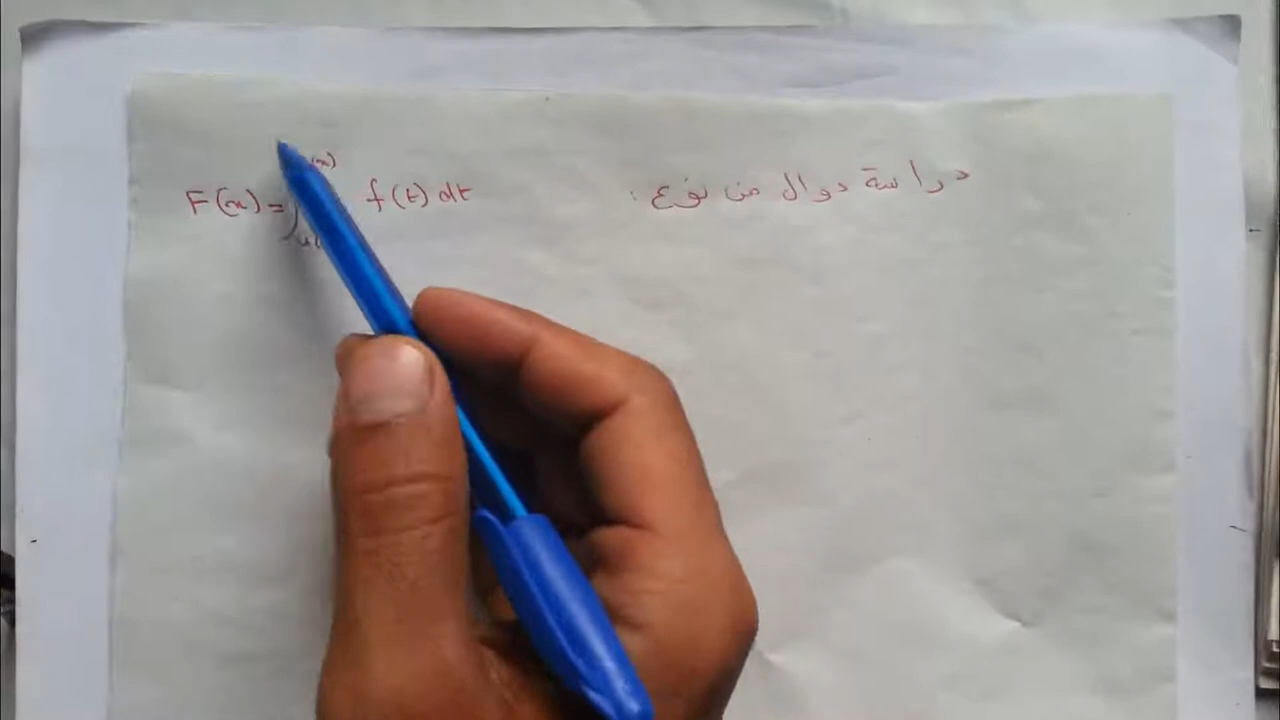 دراسة دوال من نوع : F(x) = ∫ f(t) dt